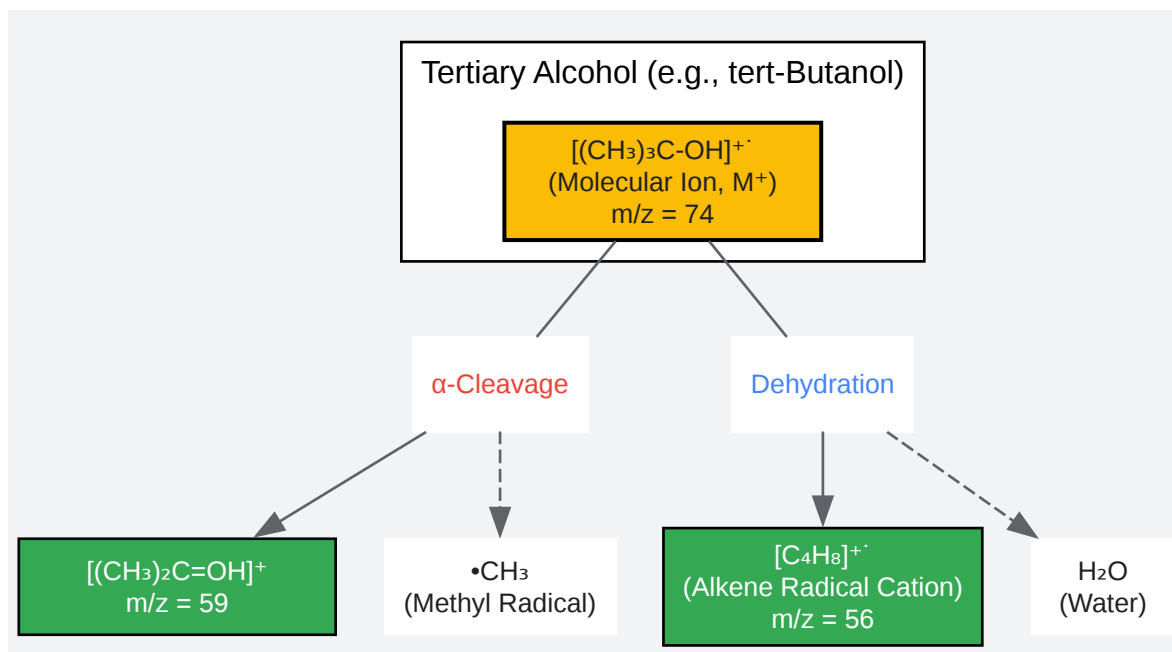 Tertiary Alcohol (e.g., tert-Butanol)
[(CH₃)₃C-OH]⁺˙
(Molecular Ion, M⁺)
m/z = 74
α-Cleavage
Dehydration
[(CH₃)₂C=OH]⁺
m/z = 59
•CH₃
(Methyl Radical)
[C₄H₈]⁺˙
(Alkene Radical Cation)
m/z = 56
H₂O
(Water)